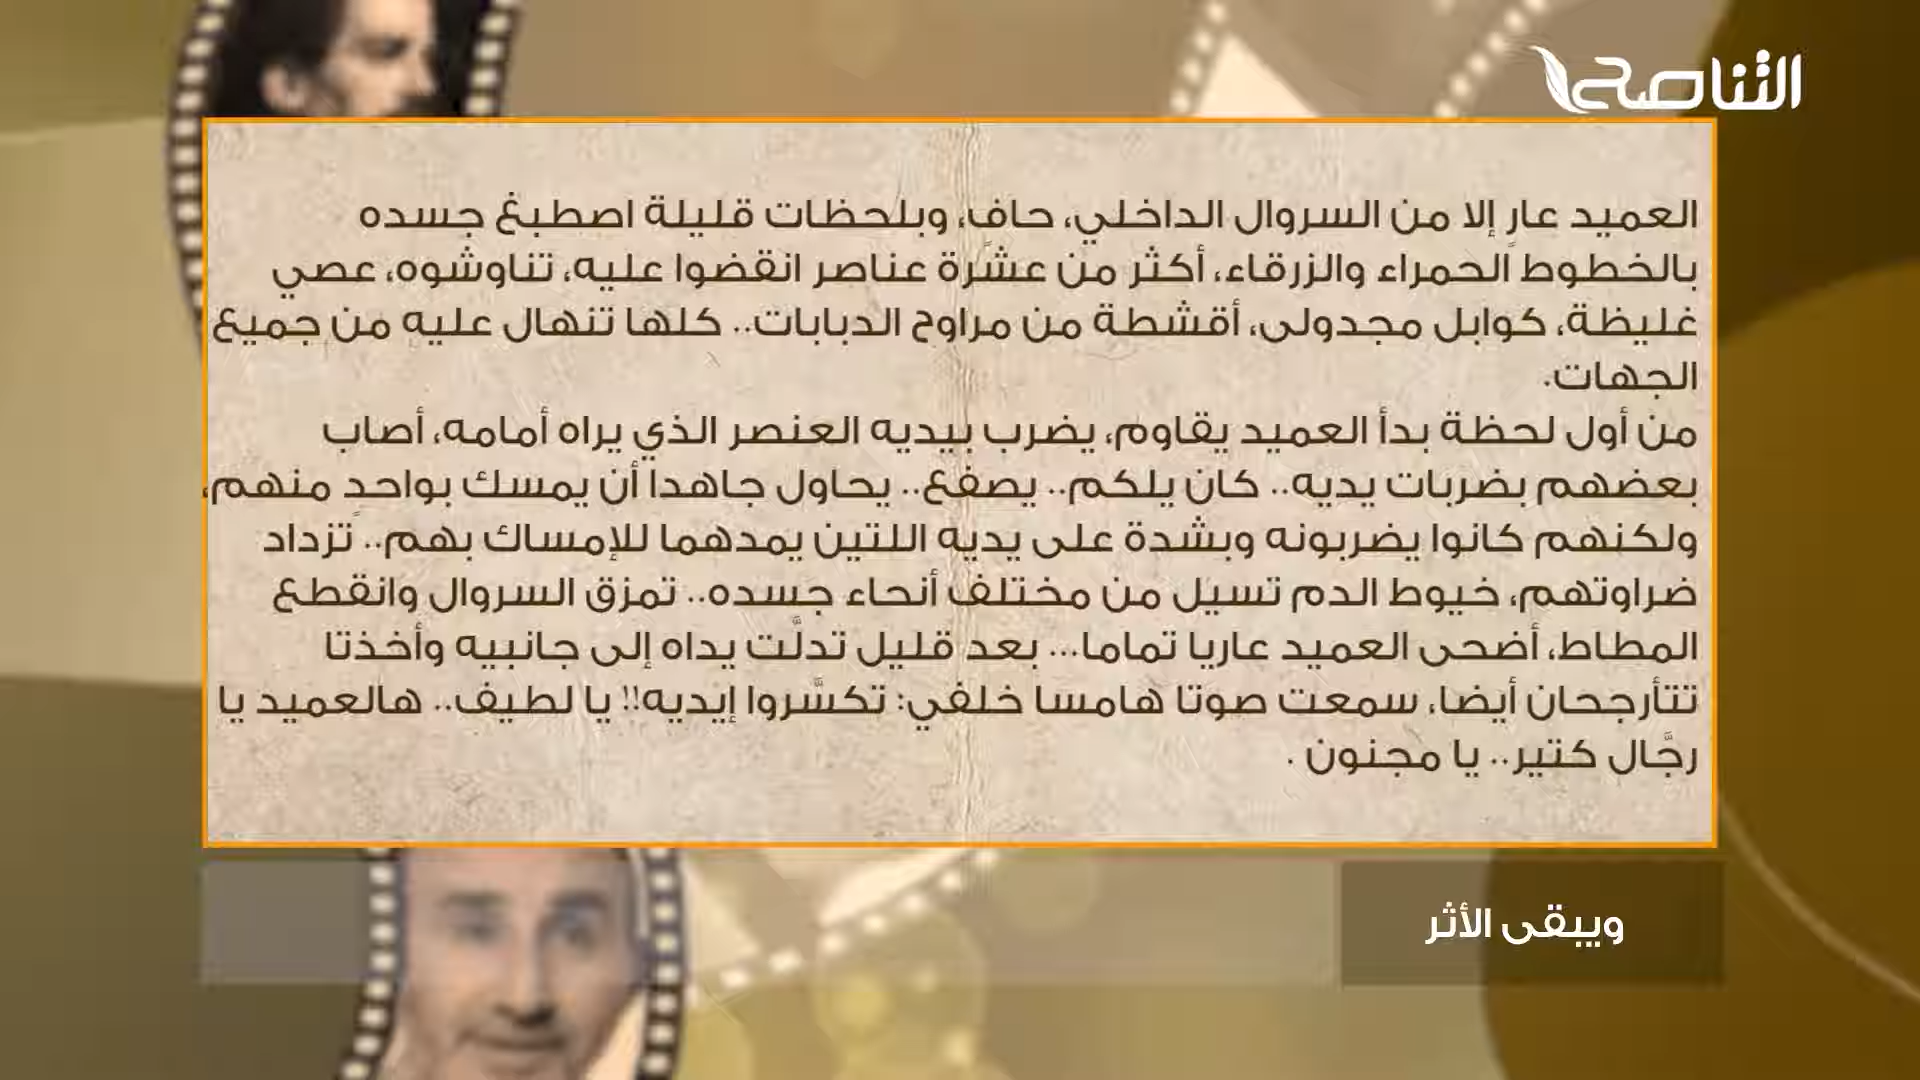 التناصح
العميد عارٍ إلا من السروال الداخلي، حاف، وبلحظات قليلة اصطبغ جسده
بالخطوط الحمراء والزرقاء، أكثر من عشرة عناصر انقضوا عليه، تناوشوه، عصي
غليظة، كوابل مجدولى، أقشطة من مراوح الدبابات.. كلها تنهال عليه من جميع
الجهات.
من أول لحظة بدأ العميد يقاوم، يضرب بيديه العنصر الذي يراه أمامه، أصاب
بعضهم بضربات يديه.. كان يلكم.. يصفع.. يحاول جاهدا أن يمسك بواحدٍ منهم،
ولكنهم كانوا يضربونه وبشدة على يديه اللتين يمدهما للإمساك بهم.. تزداد
ضراوتهم، خيوط الدم تسيل من مختلف أنحاء جسده.. تمزق السروال وانقطع
المطاط، أضحى العميد عاريا تماما... بعد قليل تدلَّت يداه إلى جانبيه وأخذتا
تتأرجحان أيضا، سمعت صوتا هامسا خلفي: تكسَّروا إيديه!! يا لطيف.. هالعميد يا
رجَّال كتير.. يا مجنون .
ويبقى الأثر